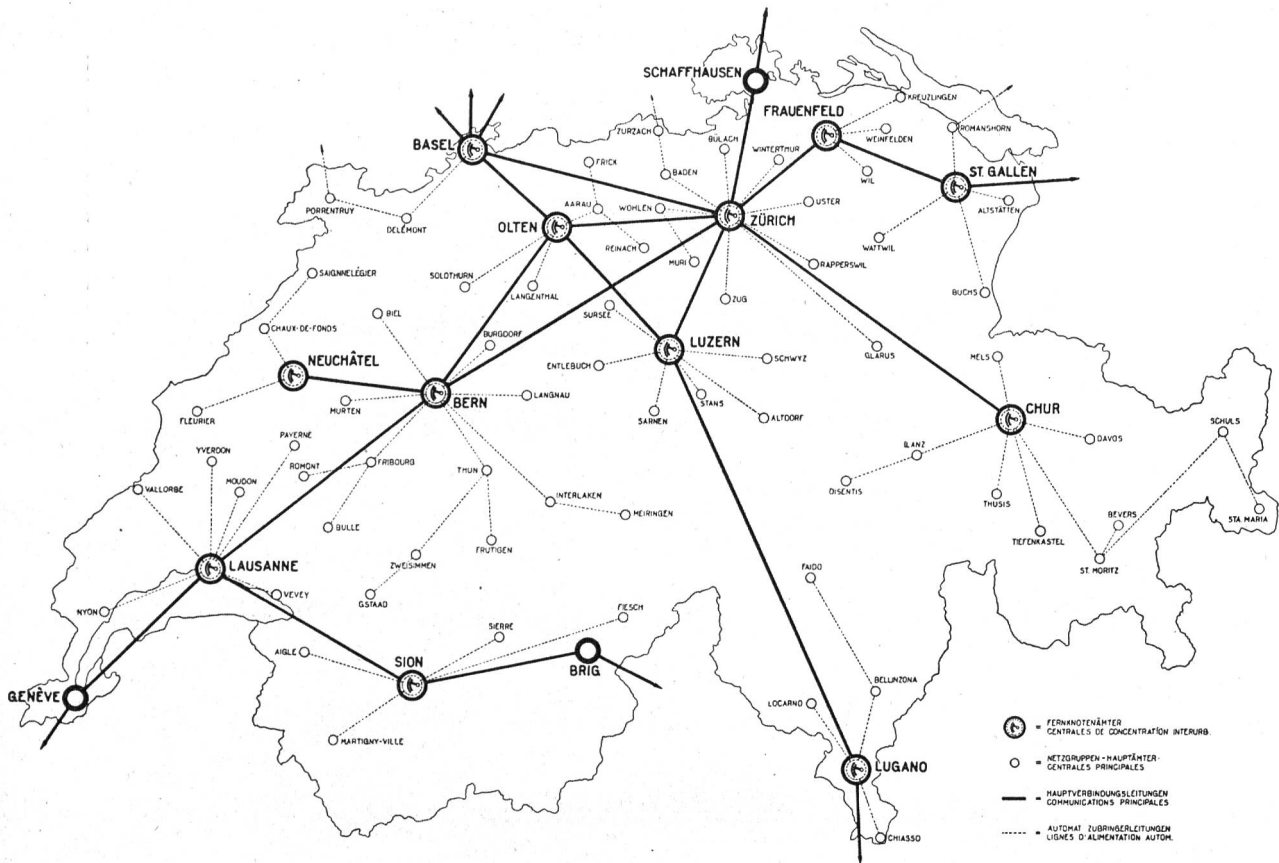 SCHAFFHAUSEN
KREUZLINGEN
FRAUENFELD
ZURZACH
BÜLACH
WINTERTHUR
WEINFELDEN
ROMANSHORN
BASEL
FRICK
BADEN
WIL
ST. GALLEN
PORRENTRUY
DELÉMONT
AARAU
WOHLEN
USTER
ALTSTÄTTEN
OLTEN
ZÜRICH
REINACH
WATTWIL
MURI
RAPPERSWIL
SAIGNELÉGIER
SOLOTHURN
LANGENTHAL
ZUG
BUCHS
BIEL
SURSEE
CHAUX-DE-FONDS
BURGDORF
LUZERN
GLARUS
MELS
NEUCHÂTEL
ENTLEBUCH
SCHWYZ
FLEURIER
MURTEN
BERN
LANGNAU
STANS
SARNEN
ALTDORF
CHUR
SCHULS
PAYERNE
DAVOS
YVERDON
ROMONT
FRIBOURG
THUN
ILANZ
VALLORBE
MOUDON
DISENTIS
INTERLAKEN
THUSIS
STA. MARIA
BULLE
MEIRINGEN
BEVERS
FRUTIGEN
TIEFENKASTEL
ZWEISIMMEN
ST. MORITZ
LAUSANNE
FAIDO
VEVEY
GSTAAD
NYON
FIESCH
SIERRE
AIGLE
SION
BRIG
GENÈVE
BELLINZONA
LOCARNO
MARTIGNY-VILLE
LUGANO
CHIASSO
= FERNKNOTENÄMTER
CENTRALES DE CONCENTRATION INTERURB.
= NETZGRUPPEN-HAUPTÄMTER
CENTRALES PRINCIPALES
= HAUPTVERBINDUNGSLEITUNGEN
COMMUNICATIONS PRINCIPALES
= AUTOMAT ZUBRINGERLEITUNGEN
LIGNES D'ALIMENTATION AUTOM.